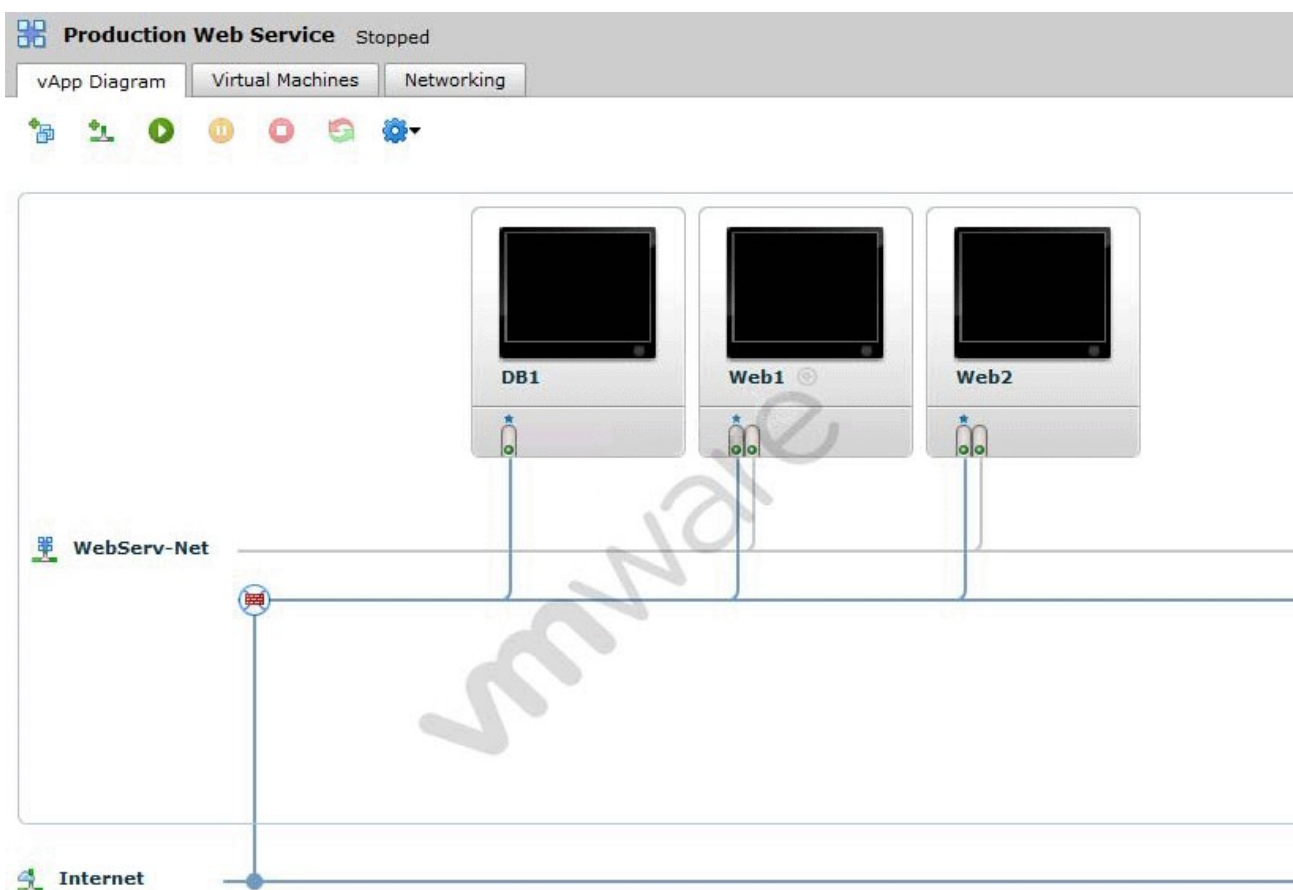 Production Web Service Stopped
vApp Diagram Virtual Machines Networking
DB1 Web1 Web2
WebServ-Net
vmware
Internet